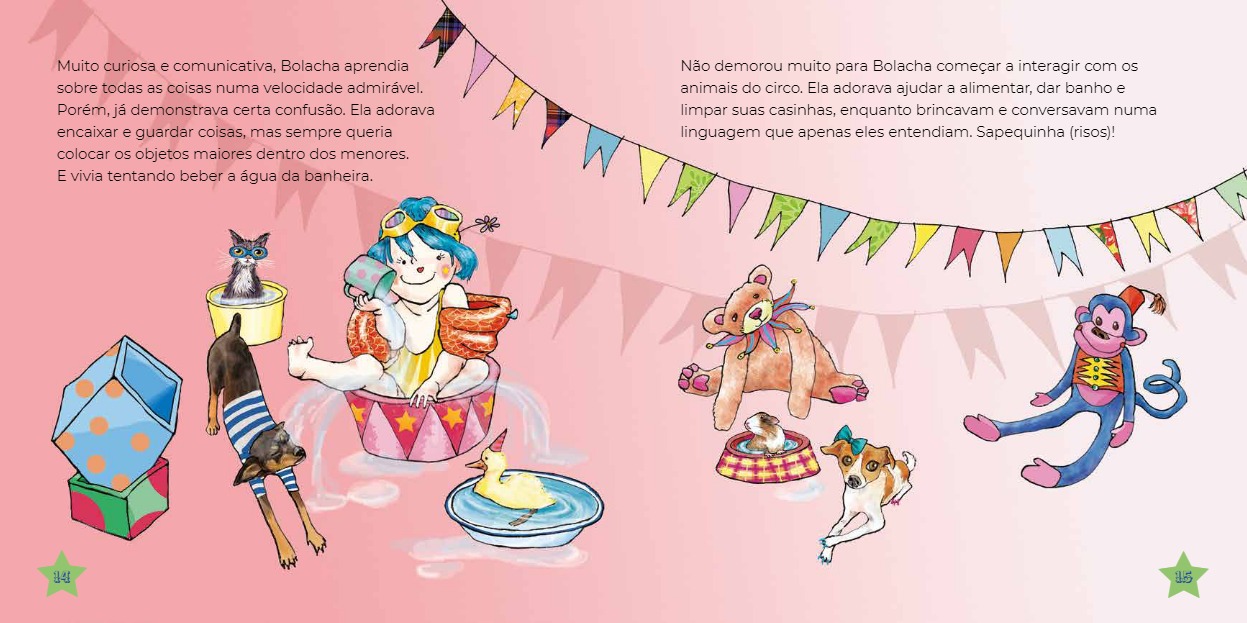 Muito curiosa e comunicativa, Bolacha aprendia
sobre todas as coisas numa velocidade admirável.
Porém, já demonstrava certa confusão. Ela adorava
encaixar e guardar coisas, mas sempre queria
colocar os objetos maiores dentro dos menores.
E vivia tentando beber a água da banheira.
14
Não demorou muito para Bolacha começar a interagir com os
animais do circo. Ela adorava ajudar a alimentar, dar banho e
limpar suas casinhas, enquanto brincavam e conversavam numa
linguagem que apenas eles entendiam. Sapequinha (risos)!
15